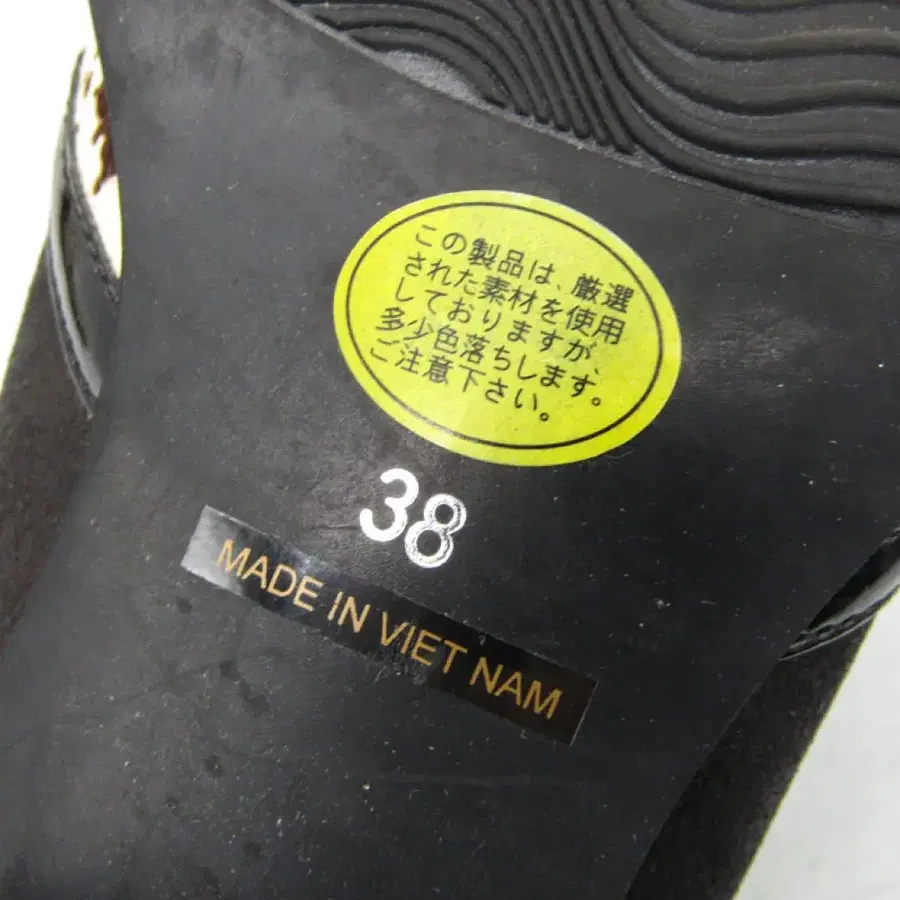 この製品は、厳選
された素材を使用
しておりますが、
多少色落ちします。
ご注意下さい。
38
MADE IN VIET NAM